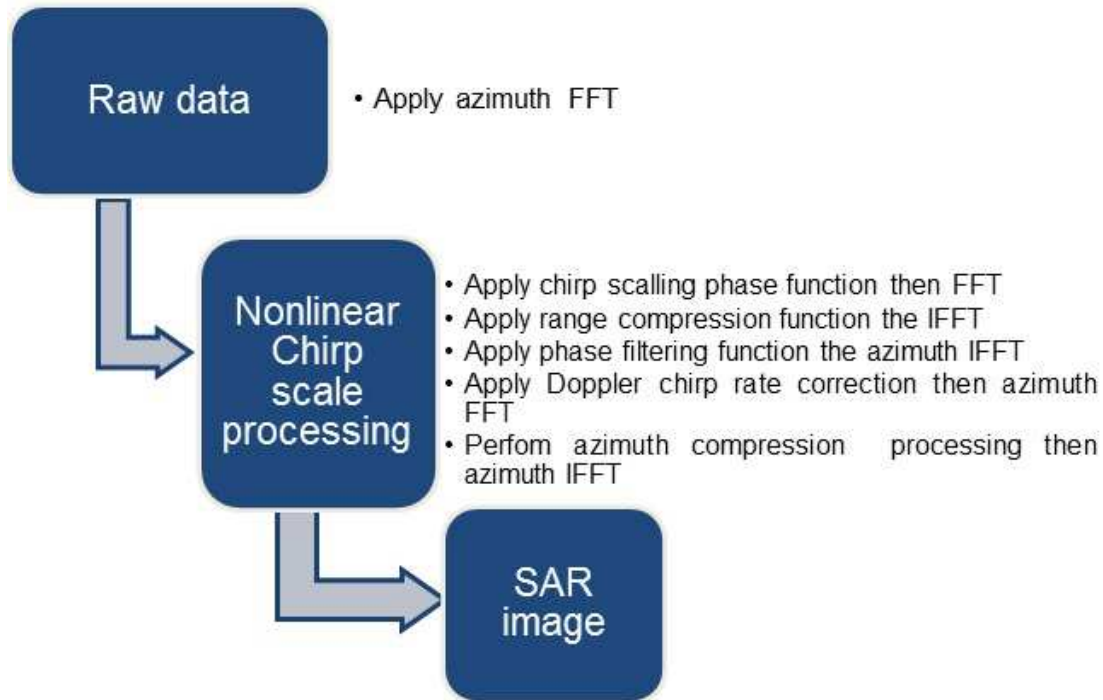 Raw data
• Apply azimuth FFT
Nonlinear
Chirp
scale
processing
• Apply chirp scalling phase function then FFT
• Apply range compression function the IFFT
• Apply phase filtering function the azimuth IFFT
• Apply Doppler chirp rate correction then azimuth
FFT
• Perfom azimuth compression processing then
azimuth IFFT
SAR
image